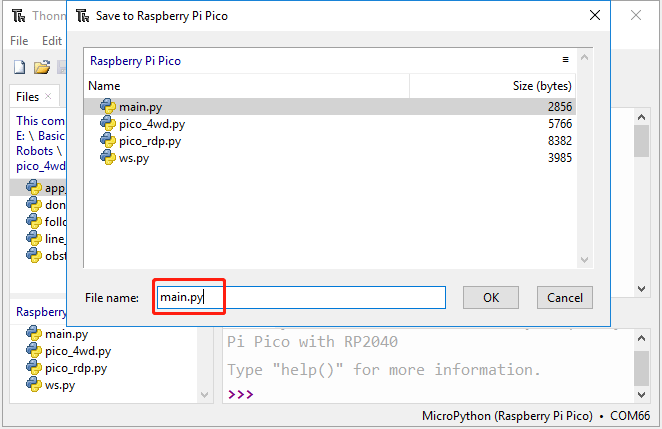 Thonn
Save to Raspberry Pi Pico
File Edit
Files
This com
E: \ Basic
Robots \
pico_4wd
app_
don
follo
line_
obst
Raspberry Pi Pico
Name Size (bytes)
main.py 2856
pico_4wd.py 5766
pico_rdp.py 8382
ws.py 3985
File name: main.py OK Cancel
Raspberry
main.py
pico_4wd.py
pico_rdp.py
ws.py
Pi Pico with RP2040
Type "help()" for more information.
>>>
MicroPython (Raspberry Pi Pico) • COM66